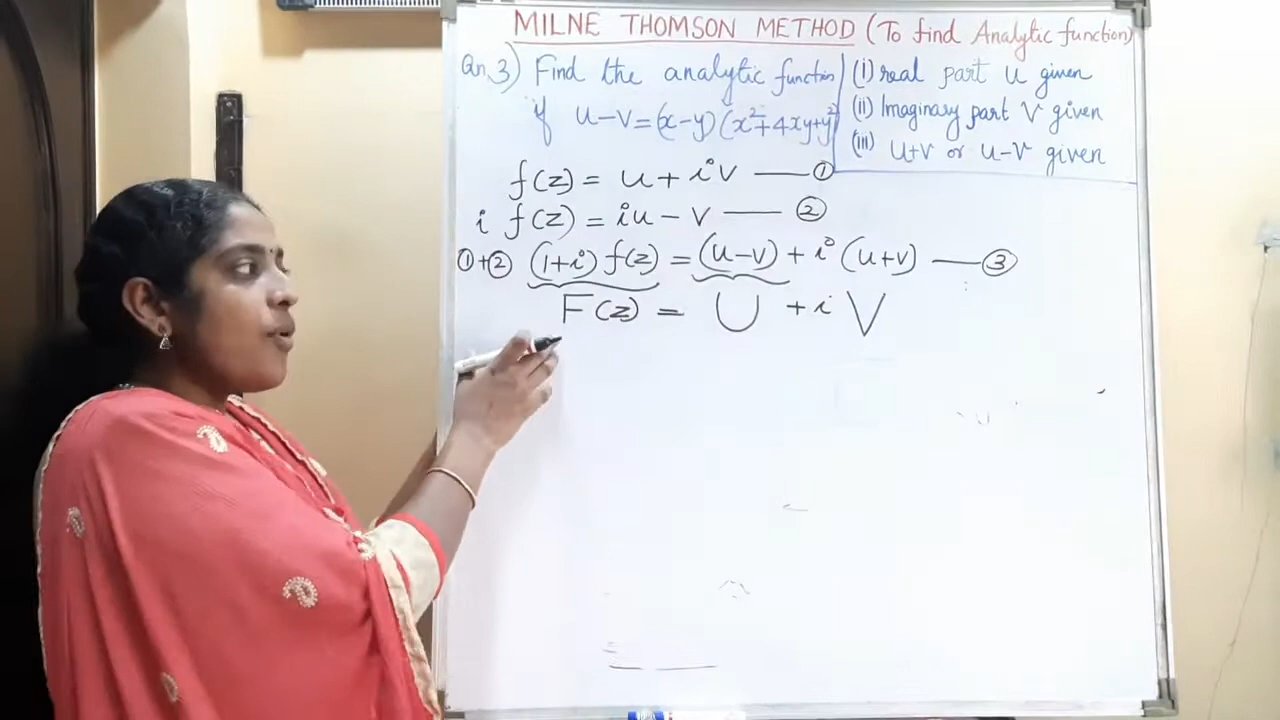 MILNE THOMSON METHOD (To find Analytic function)
Qn 3) Find the analytic function
if u-v=(x-y)(x²+4xy+y²)
(i) real part u given
(ii) Imaginary part v given
(iii) u+v or u-v given
f(z) = u+iv —— ①
i f(z) = iu - v —— ②
①+② (1+i) f(z) = (u-v) + i (u+v) —— ③
F(z) = U + i V